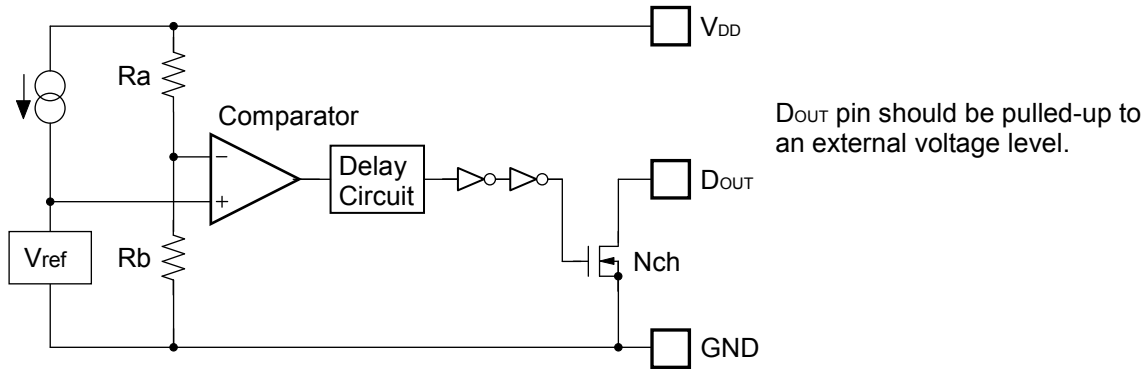 VDD
Ra
Comparator
DOUT pin should be pulled-up to
an external voltage level.
−
Delay
Circuit
DOUT
+
Vref
Rb
Nch
GND